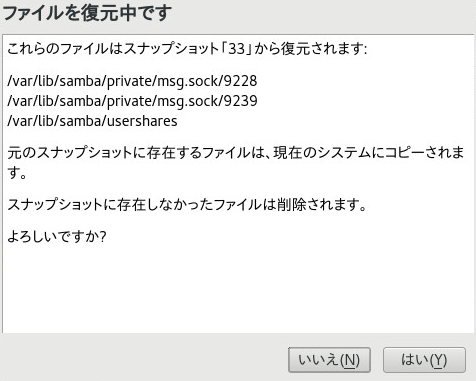 ファイルを復元中です
これらのファイルはスナップショット「33」から復元されます:
/var/lib/samba/private/msg.sock/9228
/var/lib/samba/private/msg.sock/9239
/var/lib/samba/usershares
元のスナップショットに存在するファイルは、現在のシステムにコピーされま
す。
スナップショットに存在しなかったファイルは削除されます。
よろしいですか?
いいえ(N)
はい(Y)